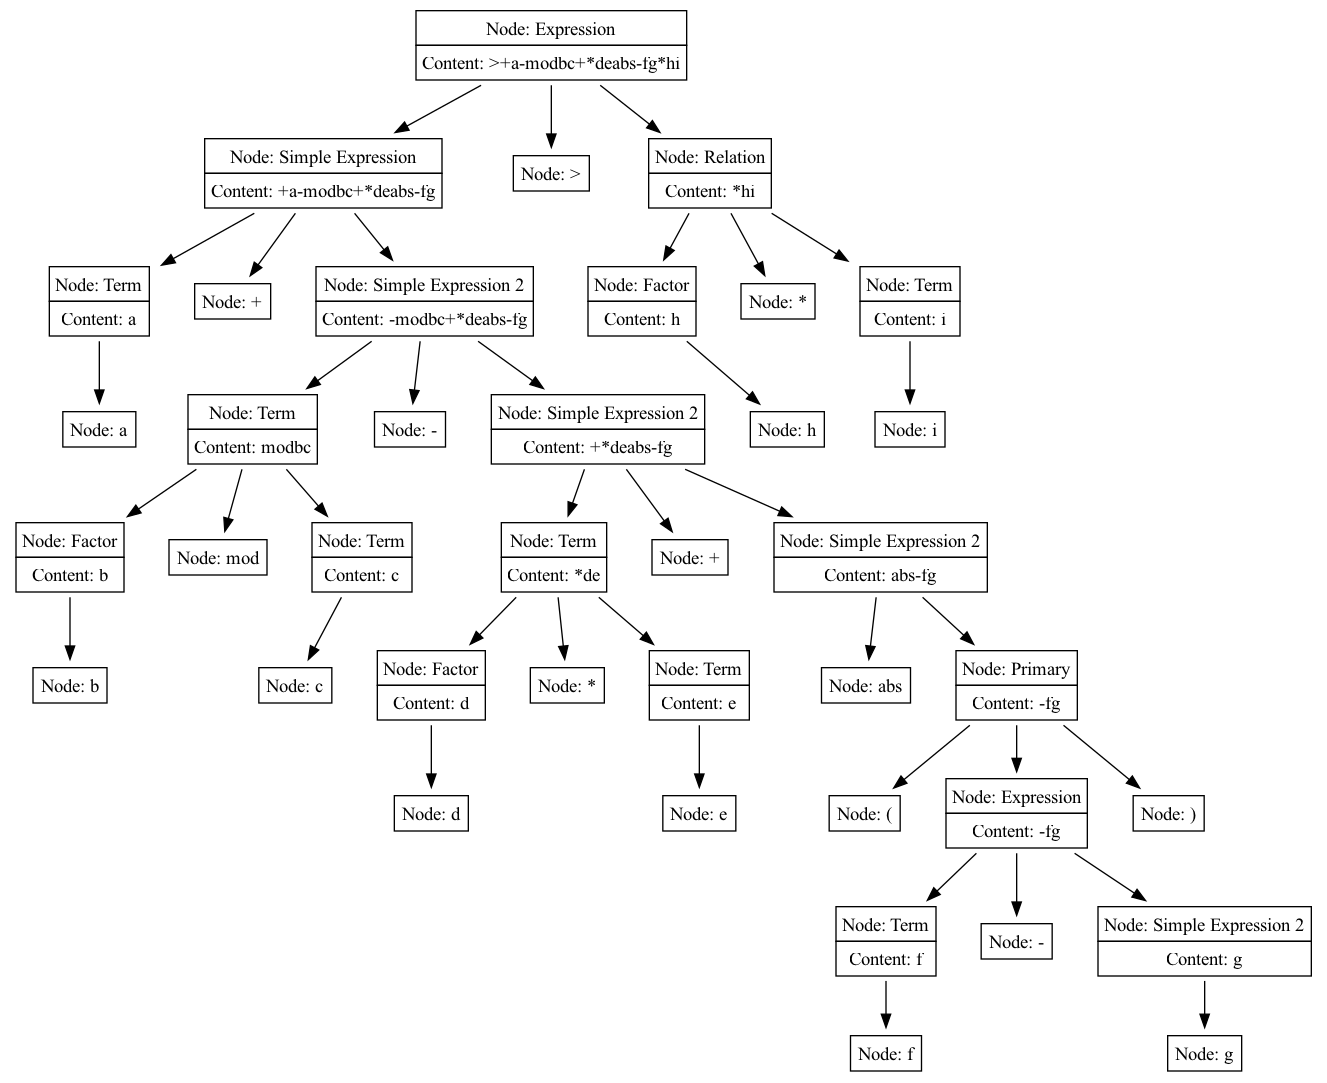 Node: Expression
Content: >+a-modbc+*deabs-fg*hi
Node: Simple Expression
Content: +a-modbc+*deabs-fg
Node: >
Node: Relation
Content: *hi
Node: Term
Content: a
Node: +
Node: Simple Expression 2
Content: -modbc+*deabs-fg
Node: Factor
Content: h
Node: *
Node: Term
Content: i
Node: a
Node: Term
Content: modbc
Node: -
Node: Simple Expression 2
Content: +*deabs-fg
Node: h
Node: i
Node: Factor
Content: b
Node: mod
Node: Term
Content: c
Node: Term
Content: *de
Node: +
Node: Simple Expression 2
Content: abs-fg
Node: b
Node: c
Node: Factor
Content: d
Node: *
Node: Term
Content: e
Node: abs
Node: Primary
Content: -fg
Node: d
Node: e
Node: (
Node: Expression
Content: -fg
Node: )
Node: Term
Content: f
Node: -
Node: Simple Expression 2
Content: g
Node: f
Node: g